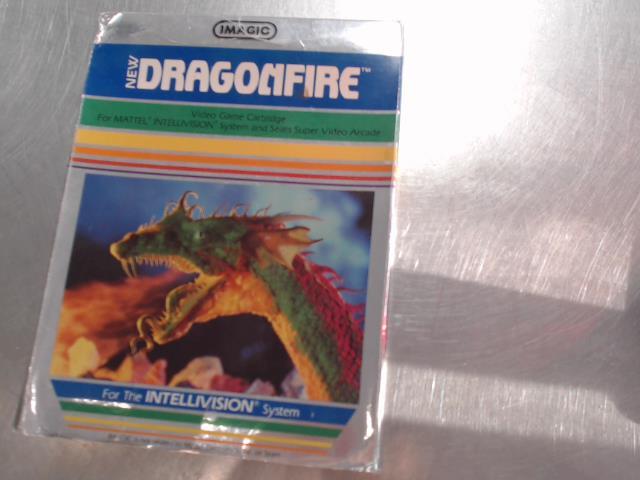 IMAGIC
NEW DRAGONFIRE™
Video Game Cartridge
For MATTEL® INTELLIVISION® System and Sears Super Video Arcade
For The INTELLIVISION® System